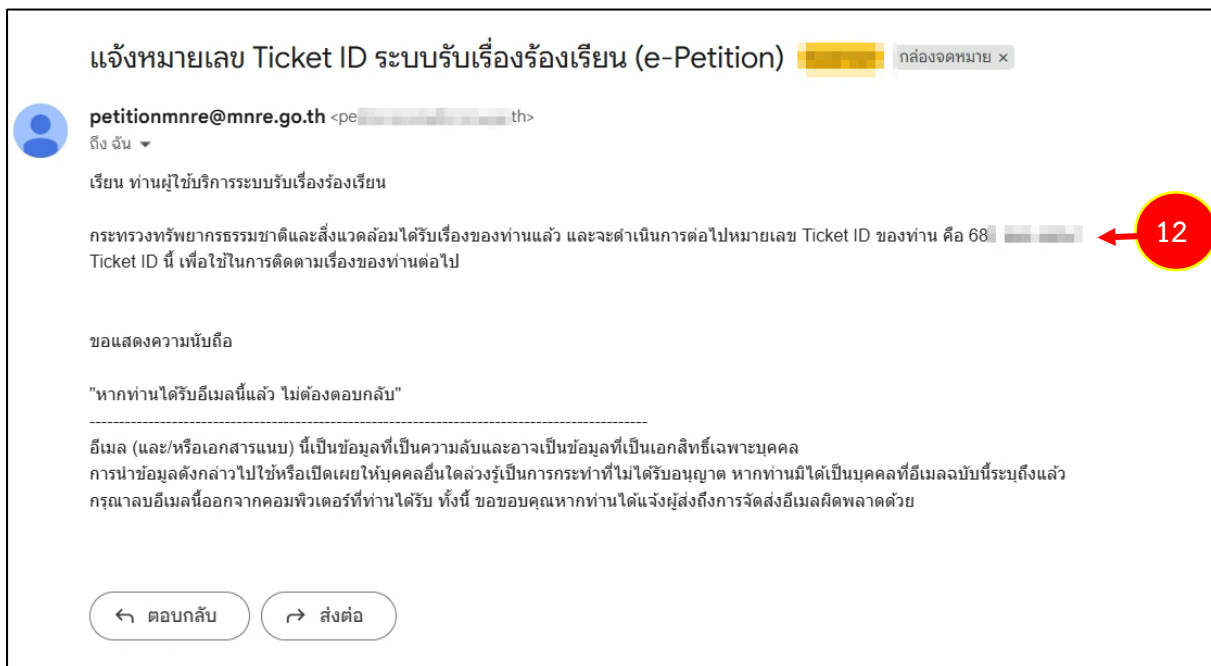 แจ้งหมายเลข Ticket ID ระบบรับเรื่องร้องเรียน (e-Petition) กล่องจดหมาย ×
petitionmnre@mnre.go.th <pe th>
ถึง ฉัน
เรียน ท่านผู้ใช้บริการระบบรับเรื่องร้องเรียน
กระทรวงทรัพยากรธรรมชาติและสิ่งแวดล้อมได้รับเรื่องของท่านแล้ว และจะดำเนินการต่อไปหมายเลข Ticket ID ของท่าน คือ 68
12
Ticket ID นี้ เพื่อใช้ในการติดตามเรื่องของท่านต่อไป
ขอแสดงความนับถือ
"หากท่านได้รับอีเมลนี้แล้ว ไม่ต้องตอบกลับ"
อีเมล (และ/หรือเอกสารแนบ) นี้เป็นข้อมูลที่เป็นความลับและอาจเป็นข้อมูลที่เป็นเอกสิทธิ์เฉพาะบุคคล
การนำข้อมูลดังกล่าวไปใช้หรือเปิดเผยให้บุคคลอื่นใดล่วงรู้เป็นการกระทำที่ไม่ได้รับอนุญาต หากท่านมิได้เป็นบุคคลที่อีเมลฉบับนี้ระบุถึงแล้ว
กรุณาลบอีเมลนี้ออกจากคอมพิวเตอร์ที่ท่านได้รับ ทั้งนี้ ขอขอบคุณหากท่านได้แจ้งผู้ส่งถึงการจัดส่งอีเมลผิดพลาดด้วย
ตอบกลับ ส่งต่อ